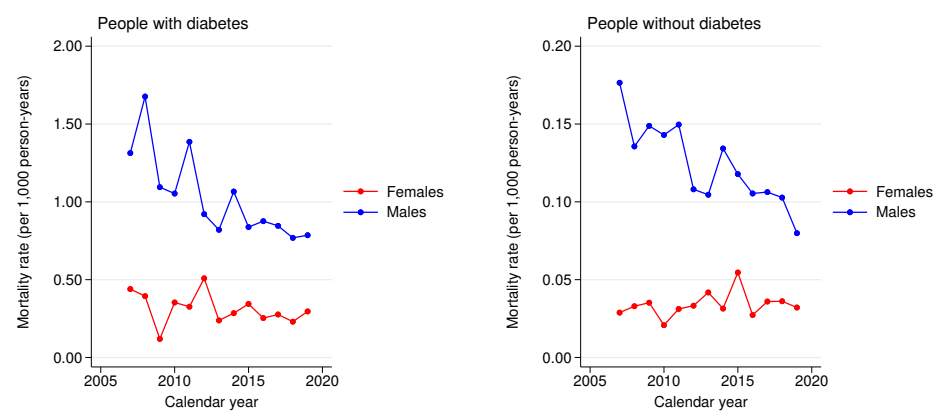 People with diabetes
2.00
1.50
1.00
0.50
0.00
Mortality rate (per 1,000 person-years)
2005 2010 2015 2020
Calendar year
Females
Males
People without diabetes
0.20
0.15
0.10
0.05
0.00
Mortality rate (per 1,000 person-years)
2005 2010 2015 2020
Calendar year
Females
Males